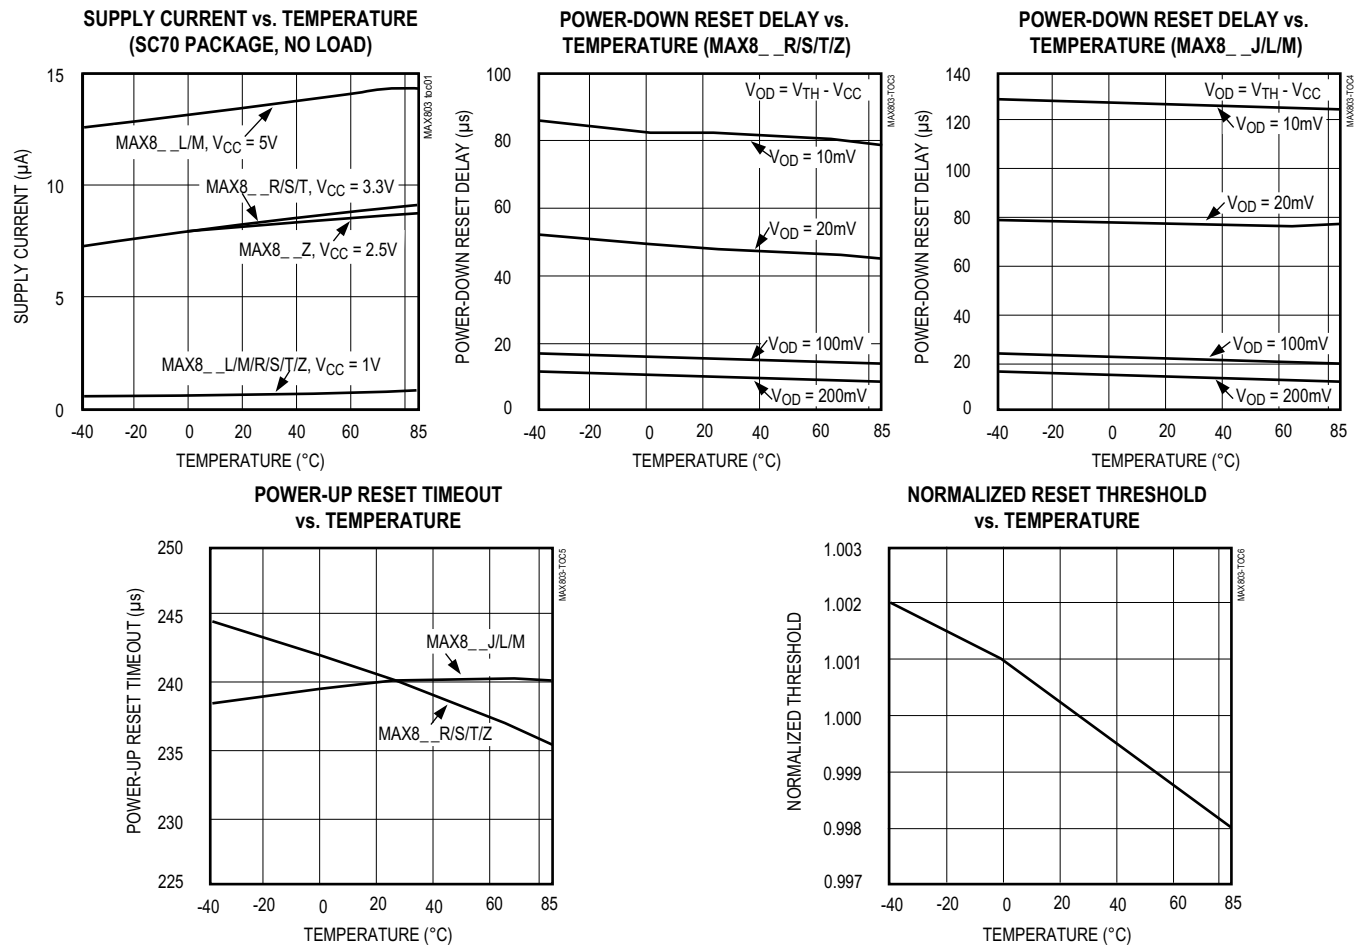 SUPPLY CURRENT vs. TEMPERATURE
(SC70 PACKAGE, NO LOAD)
MAX803 toc01
SUPPLY CURRENT (µA)
15
10
5
0
MAX8_ _L/M, VCC = 5V
MAX8_ _R/S/T, VCC = 3.3V
MAX8_ _Z, VCC = 2.5V
MAX8_ _L/M/R/S/T/Z, VCC = 1V
-40 -20 0 20 40 60 85
TEMPERATURE (°C)
POWER-DOWN RESET DELAY vs.
TEMPERATURE (MAX8_ _R/S/T/Z)
MAX803-TOC3
POWER-DOWN RESET DELAY (µs)
100
80
60
40
20
0
VOD = VTH - VCC
VOD = 10mV
VOD = 20mV
VOD = 100mV
VOD = 200mV
-40 -20 0 20 40 60 85
TEMPERATURE (°C)
POWER-DOWN RESET DELAY vs.
TEMPERATURE (MAX8_ _J/L/M)
MAX803-TOC4
POWER-DOWN RESET DELAY (µs)
140
120
100
80
60
40
20
0
VOD = VTH - VCC
VOD = 10mV
VOD = 20mV
VOD = 100mV
VOD = 200mV
-40 -20 0 20 40 60 85
TEMPERATURE (°C)
POWER-UP RESET TIMEOUT
vs. TEMPERATURE
MAX803-TOC5
POWER-UP RESET TIMEOUT (µs)
250
245
240
235
230
225
MAX8_ _J/L/M
MAX8_ _R/S/T/Z
-40 -20 0 20 40 60 85
TEMPERATURE (°C)
NORMALIZED RESET THRESHOLD
vs. TEMPERATURE
MAX803-TOC6
NORMALIZED THRESHOLD
1.003
1.002
1.001
1.000
0.999
0.998
0.997
-40 -20 0 20 40 60 85
TEMPERATURE (°C)